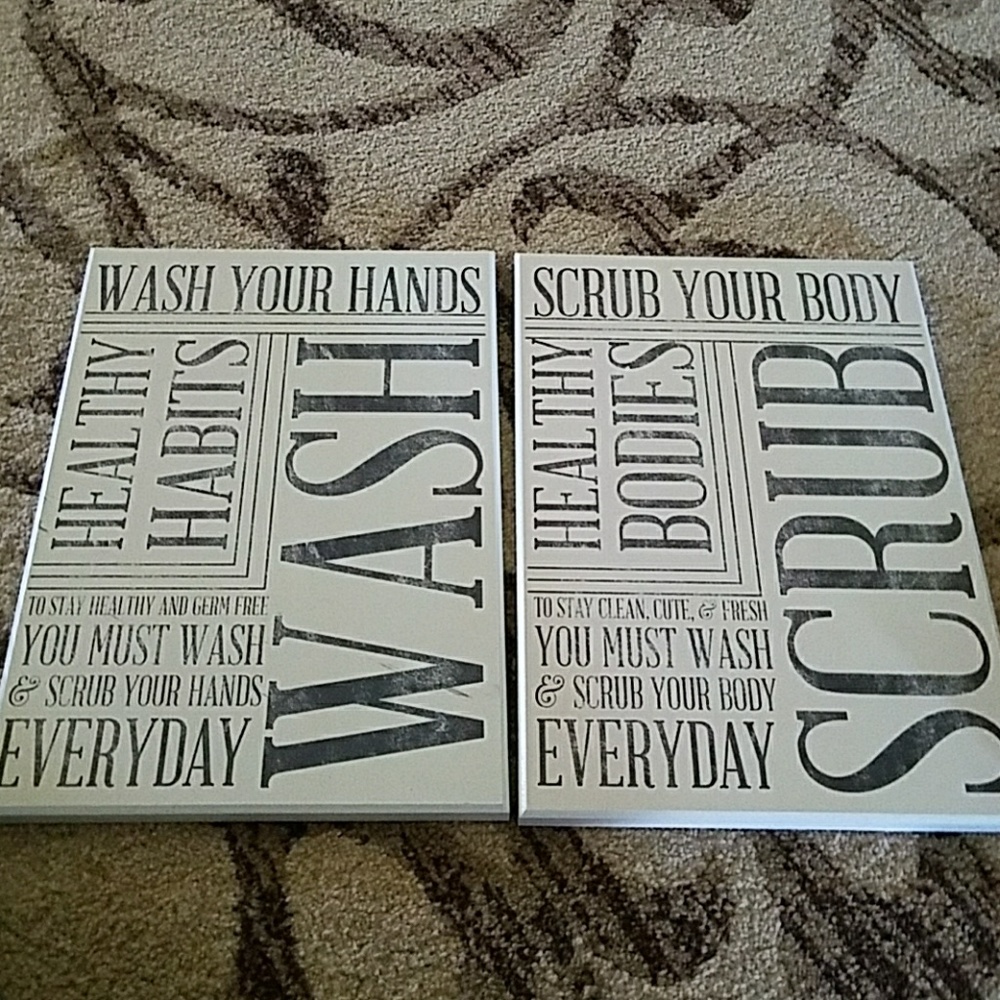 WASH YOUR HANDS
HEALTHY
HABITS
WASH
TO STAY HEALTHY AND GERM FREE
YOU MUST WASH
& SCRUB YOUR HANDS
EVERYDAY
SCRUB YOUR BODY
HEALTHY
BODIES
SCRUB
TO STAY CLEAN, CUTE, & FRESH
YOU MUST WASH
& SCRUB YOUR BODY
EVERYDAY